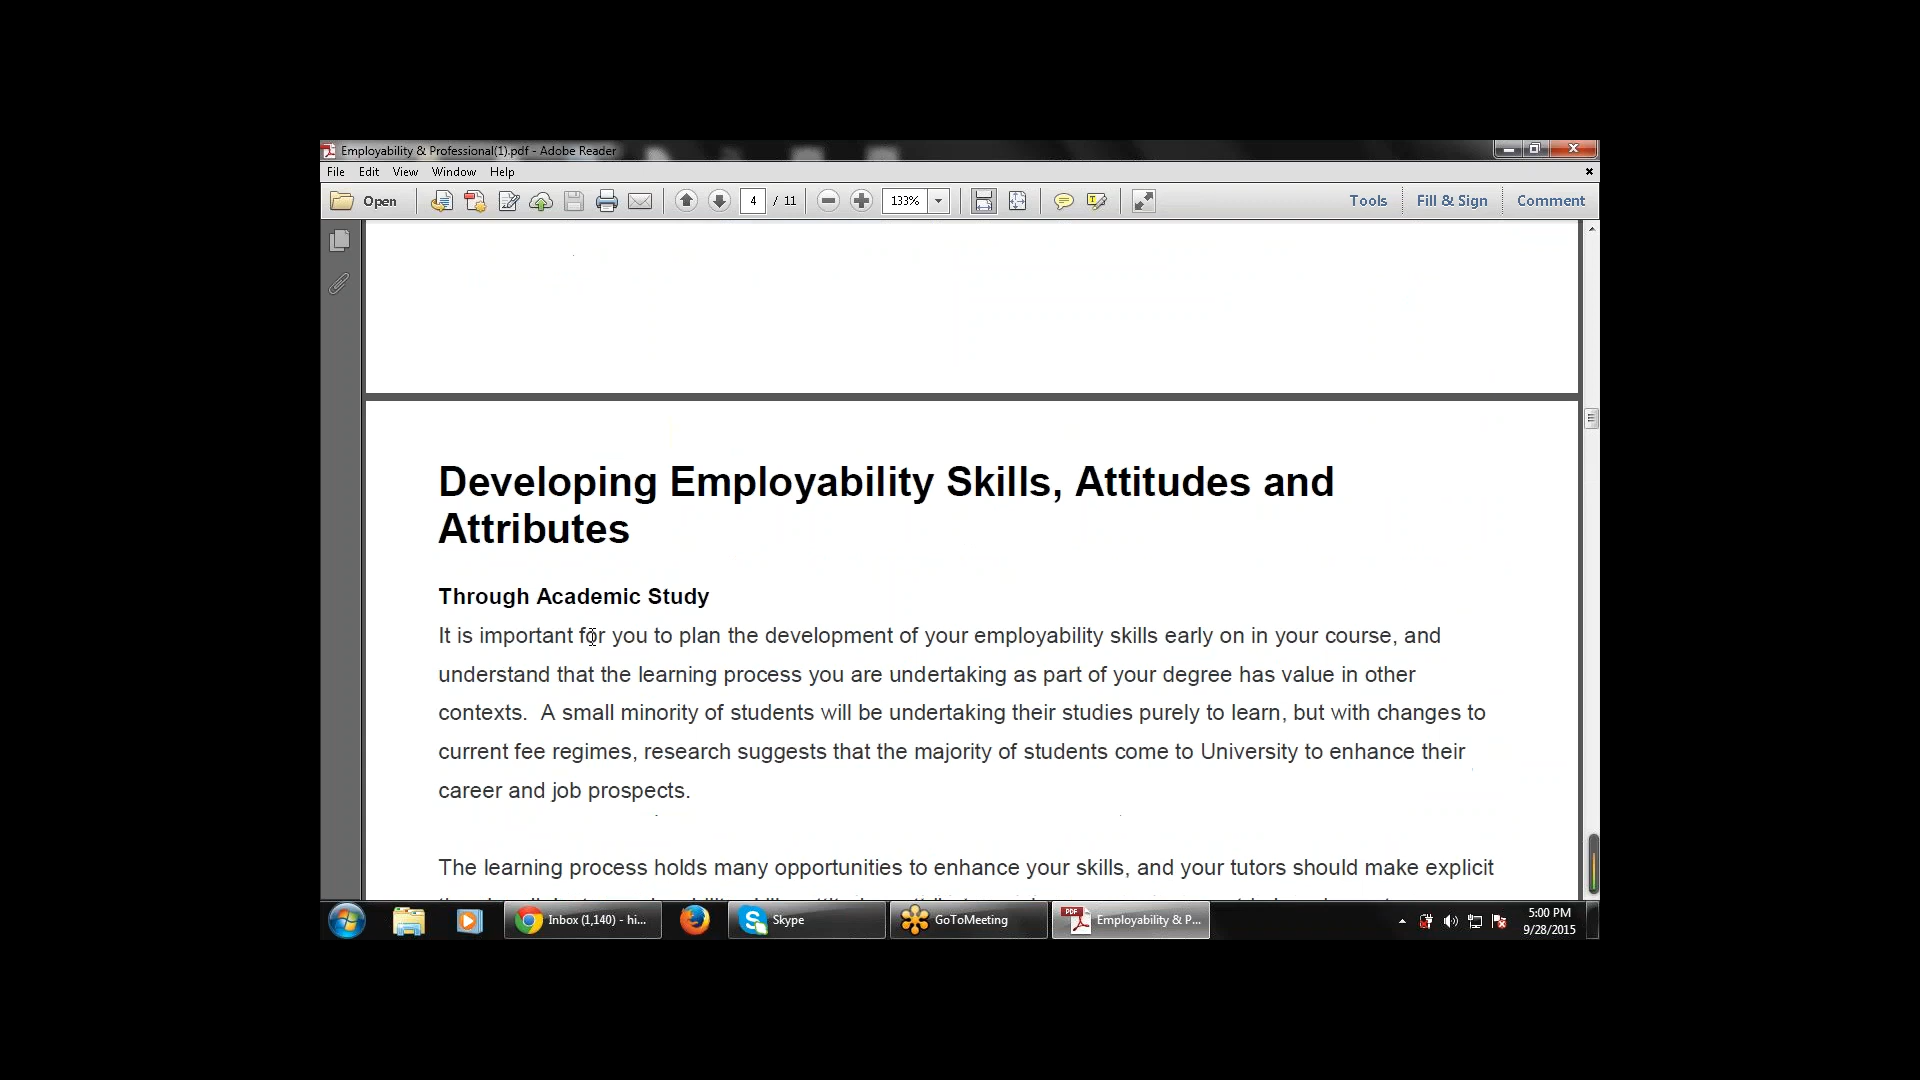 Employability & Professional(1).pdf - Adobe Reader
File Edit View Window Help
Open 4 / 11 133% Tools Fill & Sign Comment
Developing Employability Skills, Attitudes and
Attributes
Through Academic Study
It is important for you to plan the development of your employability skills early on in your course, and
understand that the learning process you are undertaking as part of your degree has value in other
contexts. A small minority of students will be undertaking their studies purely to learn, but with changes to
current fee regimes, research suggests that the majority of students come to University to enhance their
career and job prospects.
The learning process holds many opportunities to enhance your skills, and your tutors should make explicit
Inbox (1,140) - hi... Skype GoToMeeting Employability & P... 5:00 PM
9/28/2015